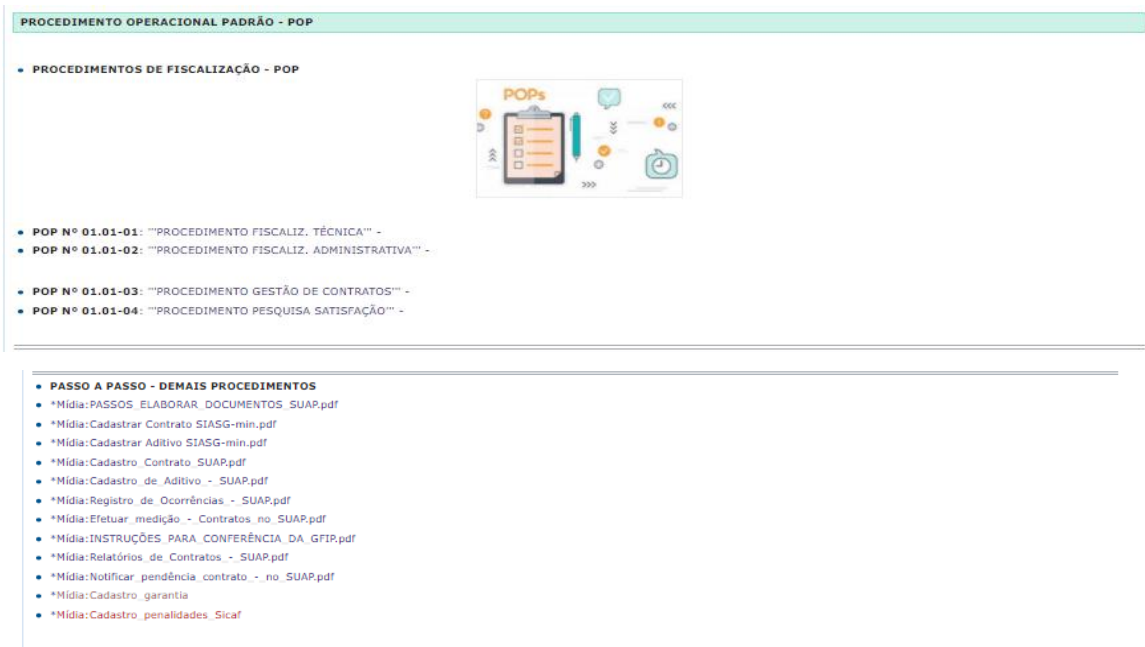 PROCEDIMENTO OPERACIONAL PADRÃO - POP
PROCEDIMENTOS DE FISCALIZAÇÃO - POP
POPs
POP Nº 01.01-01: '"PROCEDIMENTO FISCALIZ. TÉCNICA'" -
POP Nº 01.01-02: '"PROCEDIMENTO FISCALIZ. ADMINISTRATIVA'" -
POP Nº 01.01-03: '"PROCEDIMENTO GESTÃO DE CONTRATOS'" -
POP Nº 01.01-04: '"PROCEDIMENTO PESQUISA SATISFAÇÃO'" -
PASSO A PASSO - DEMAIS PROCEDIMENTOS
*Mídia:PASSOS_ELABORAR_DOCUMENTOS_SUAP.pdf
*Mídia:Cadastrar Contrato SIASG-min.pdf
*Mídia:Cadastrar Aditivo SIASG-min.pdf
*Mídia:Cadastro_Contrato_SUAP.pdf
*Mídia:Cadastro_de_Aditivo_-_SUAP.pdf
*Mídia:Registro_de_Ocorrências_-_SUAP.pdf
*Mídia:Efetuar_medição_-_Contratos_no_SUAP.pdf
*Mídia:INSTRUÇÕES_PARA_CONFERÊNCIA_DA_GFIP.pdf
*Mídia:Relatórios_de_Contratos_-_SUAP.pdf
*Mídia:Notificar_pendência_contrato_-_no_SUAP.pdf
*Mídia:Cadastro_garantia
*Mídia:Cadastro_penalidades_Sicaf